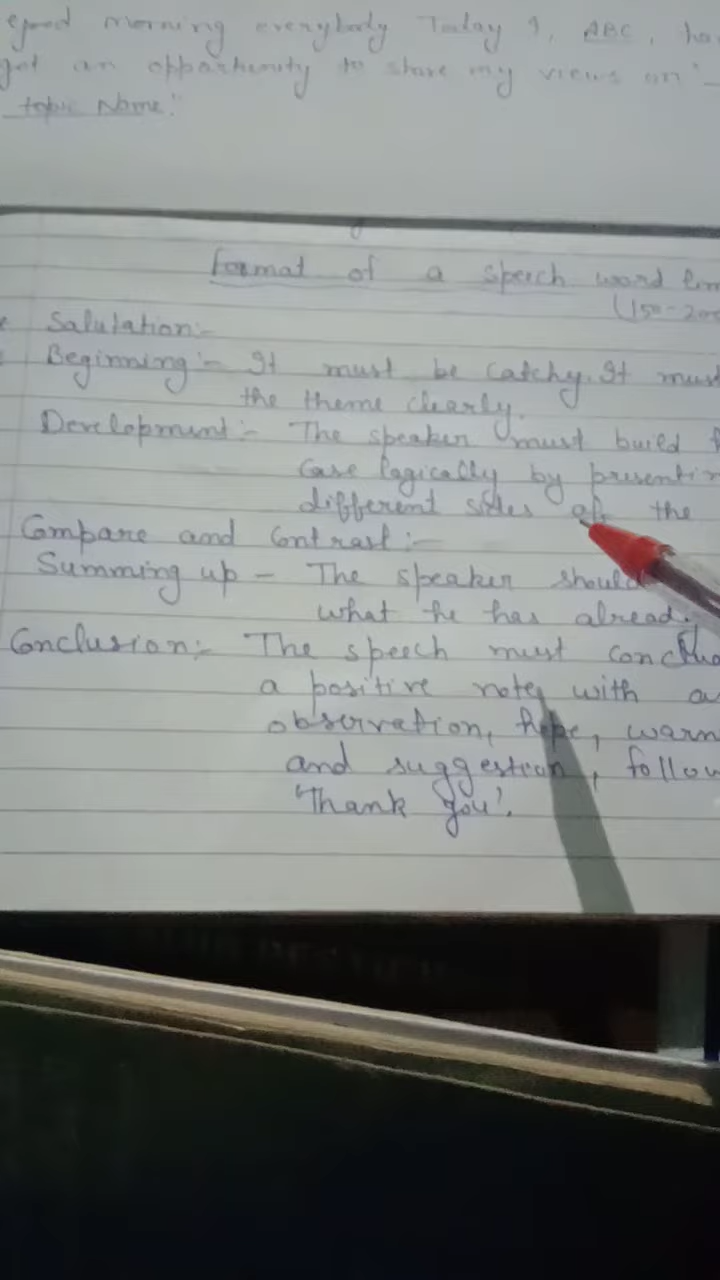 good morning everybody Today I, ABC, ha
got an opportunity to share my views on '
topic Name.'
Format of a speech word lim
(150-200
Salutation:-
Beginning:- It must be catchy. It must
the theme clearly.
Development:- The speaker must build h
case logically by presenti
different sides of the
Compare and Contrast:-
Summing up - The speaker should
what he has already
Conclusion:- The speech must conclu
a positive note, with a
observation, hope, warn
and suggestion, follow
'Thank you'.